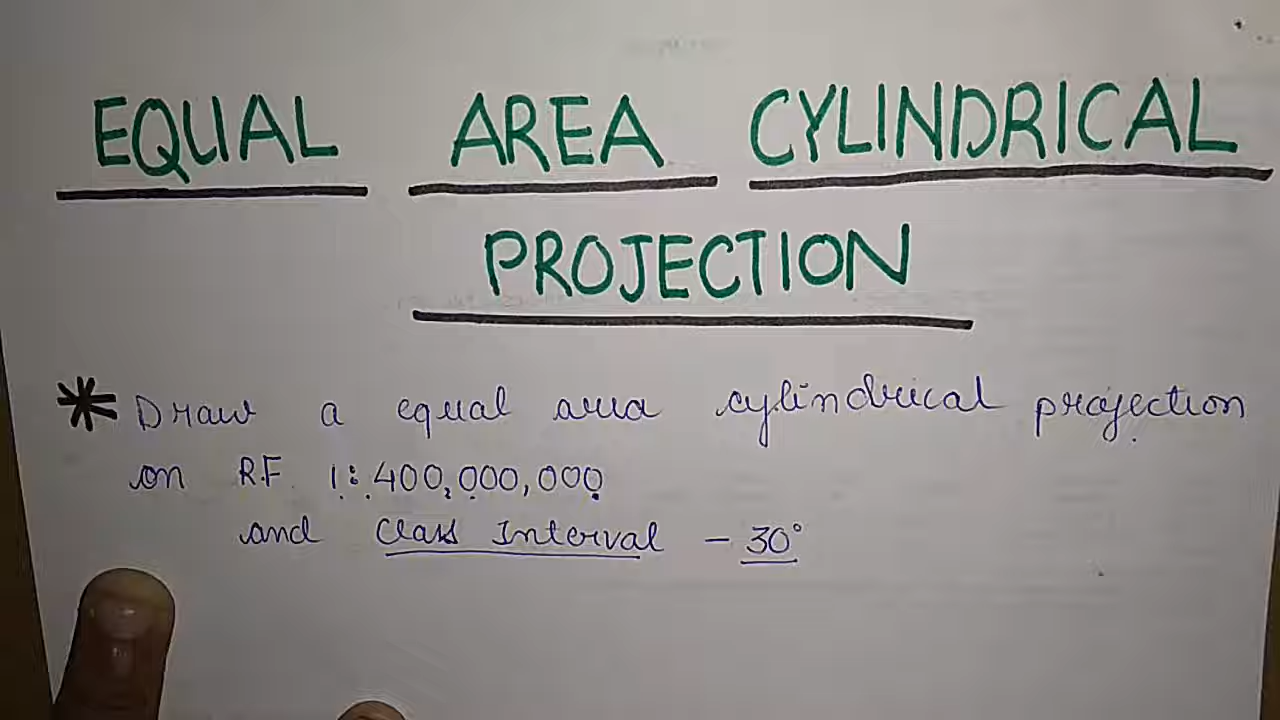 EQUAL AREA CYLINDRICAL
PROJECTION
* Draw a equal area cylindrical projection
on R.F 1:400,000,000
and Class Interval - 30°